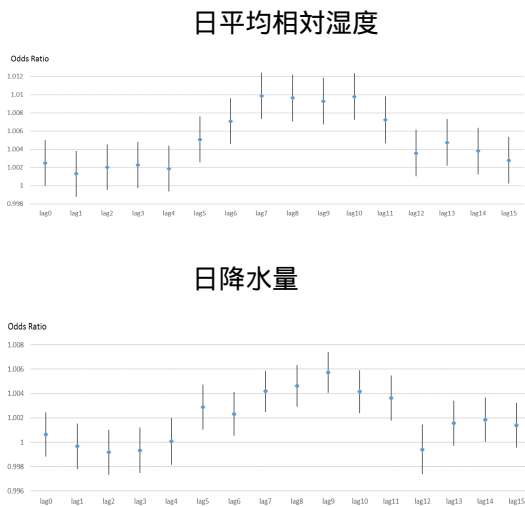 日平均相対湿度
Odds Ratio
1.012
1.01
1.008
1.006
1.004
1.002
1
0.998
lag0 lag1 lag2 lag3 lag4 lag5 lag6 lag7 lag8 lag9 lag10 lag11 lag12 lag13 lag14 lag15
日降水量
Odds Ratio
1.008
1.006
1.004
1.002
1
0.998
0.996
lag0 lag1 lag2 lag3 lag4 lag5 lag6 lag7 lag8 lag9 lag10 lag11 lag12 lag13 lag14 lag15